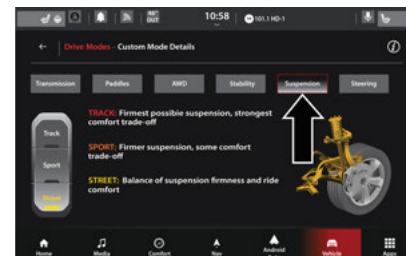 46°
OUT
10:58
101.1 HD-1
Drive Modes - Custom Mode Details
Transmission
Paddles
AWD
Stability
Suspension
Steering
Track
Sport
Street
TRACK: Firmest possible suspension, strongest
comfort trade-off
SPORT: Firmer suspension, some comfort
trade-off
STREET: Balance of suspension firmness and ride
comfort
Home
Media
Comfort
Nav
Android
Vehicle
Apps